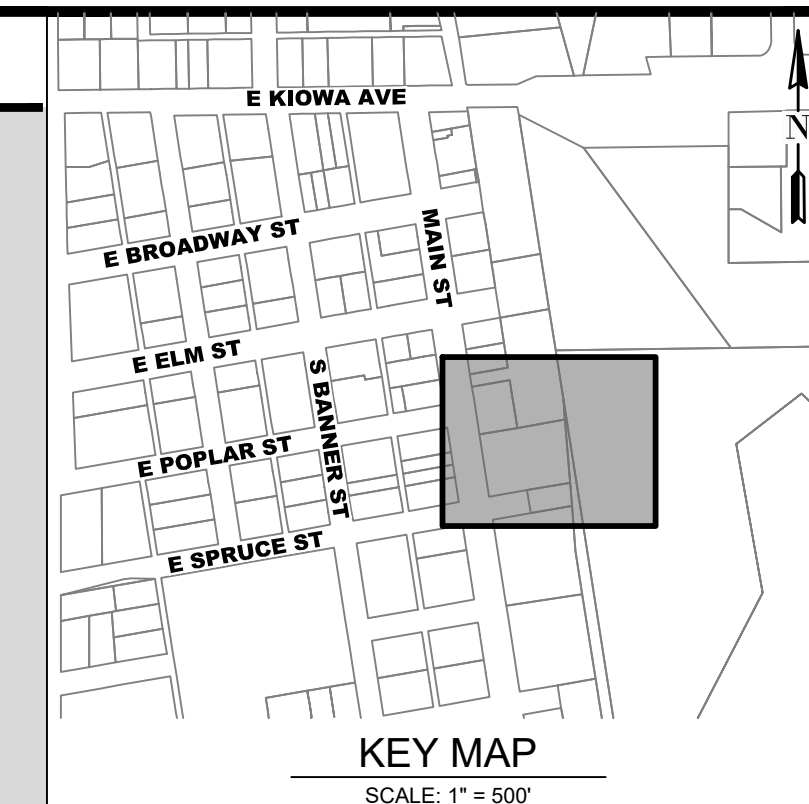 E KIOWA AVE
N
E BROADWAY ST
MAIN ST
E ELM ST
S BANNER ST
E POPLAR ST
E SPRUCE ST
KEY MAP
SCALE: 1" = 500'